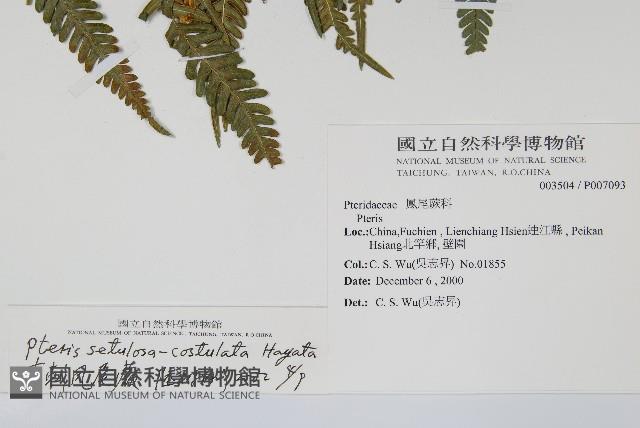 國立自然科學博物館
NATIONAL MUSEUM OF NATURAL SCIENCE
TAICHUNG, TAIWAN, R.O.CHINA
003504 / P007093
Pteridaceae 鳳尾蕨科
Pteris
Loc.:China,Fuchien , Lienchiang Hsien連江縣 , Peikan
Hsiang北竿鄉, 壁園
Col.: C. S. Wu(吳志昇) No.01855
Date: December 6 , 2000
Det.: C. S. Wu(吳志昇)
國立自然科學博物館
NATIONAL MUSEUM OF NATURAL SCIENCE, TAICHUNG, TAIWAN, R.O.CHINA
Pteris setulosa-costulata Hayata
國立自然科學博物館
NATIONAL MUSEUM OF NATURAL SCIENCE